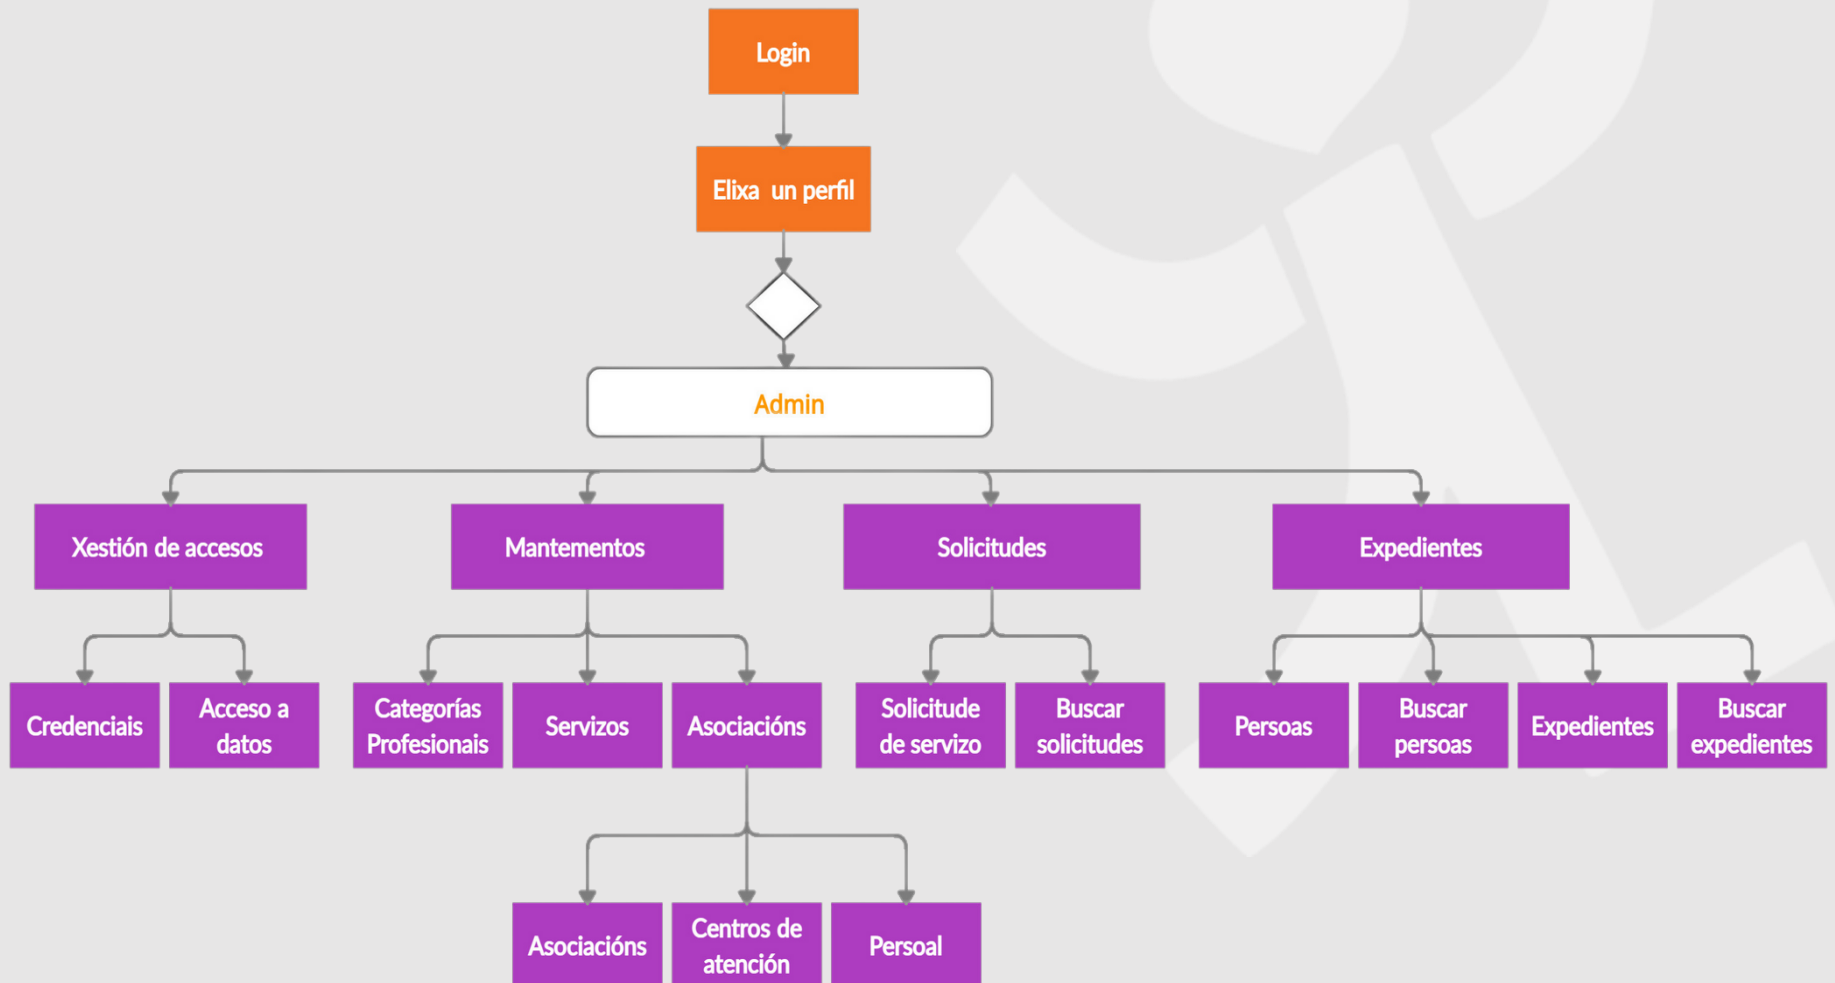 Login
Elixa un perfil
Admin
Xestión de accesos
Mantementos
Solicitudes
Expedientes
Credenciais
Acceso a
datos
Categorías
Profesionais
Servizos
Asociacións
Solicitude
de servizo
Buscar
solicitudes
Persoas
Buscar
persoas
Expedientes
Buscar
expedientes
Asociacións
Centros de
atención
Persoal